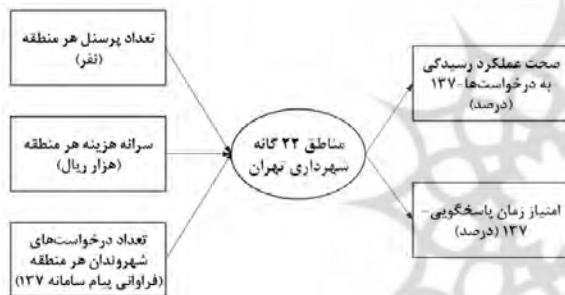 تعداد پرسنل هر منطقه
(نفر)
سرانه هزینه هر منطقه
(هزار ریال)
تعداد درخواست‌های
شهروندان هر منطقه
(فراوانی پیام سامانه ۱۳۷)
مناطق ۲۲ گانه
شهرداری تهران
صحت عملکرد رسیدگی
به درخواست‌ها-۱۳۷
(درصد)
امتیاز زمان پاسخگویی-
۱۳۷ (درصد)